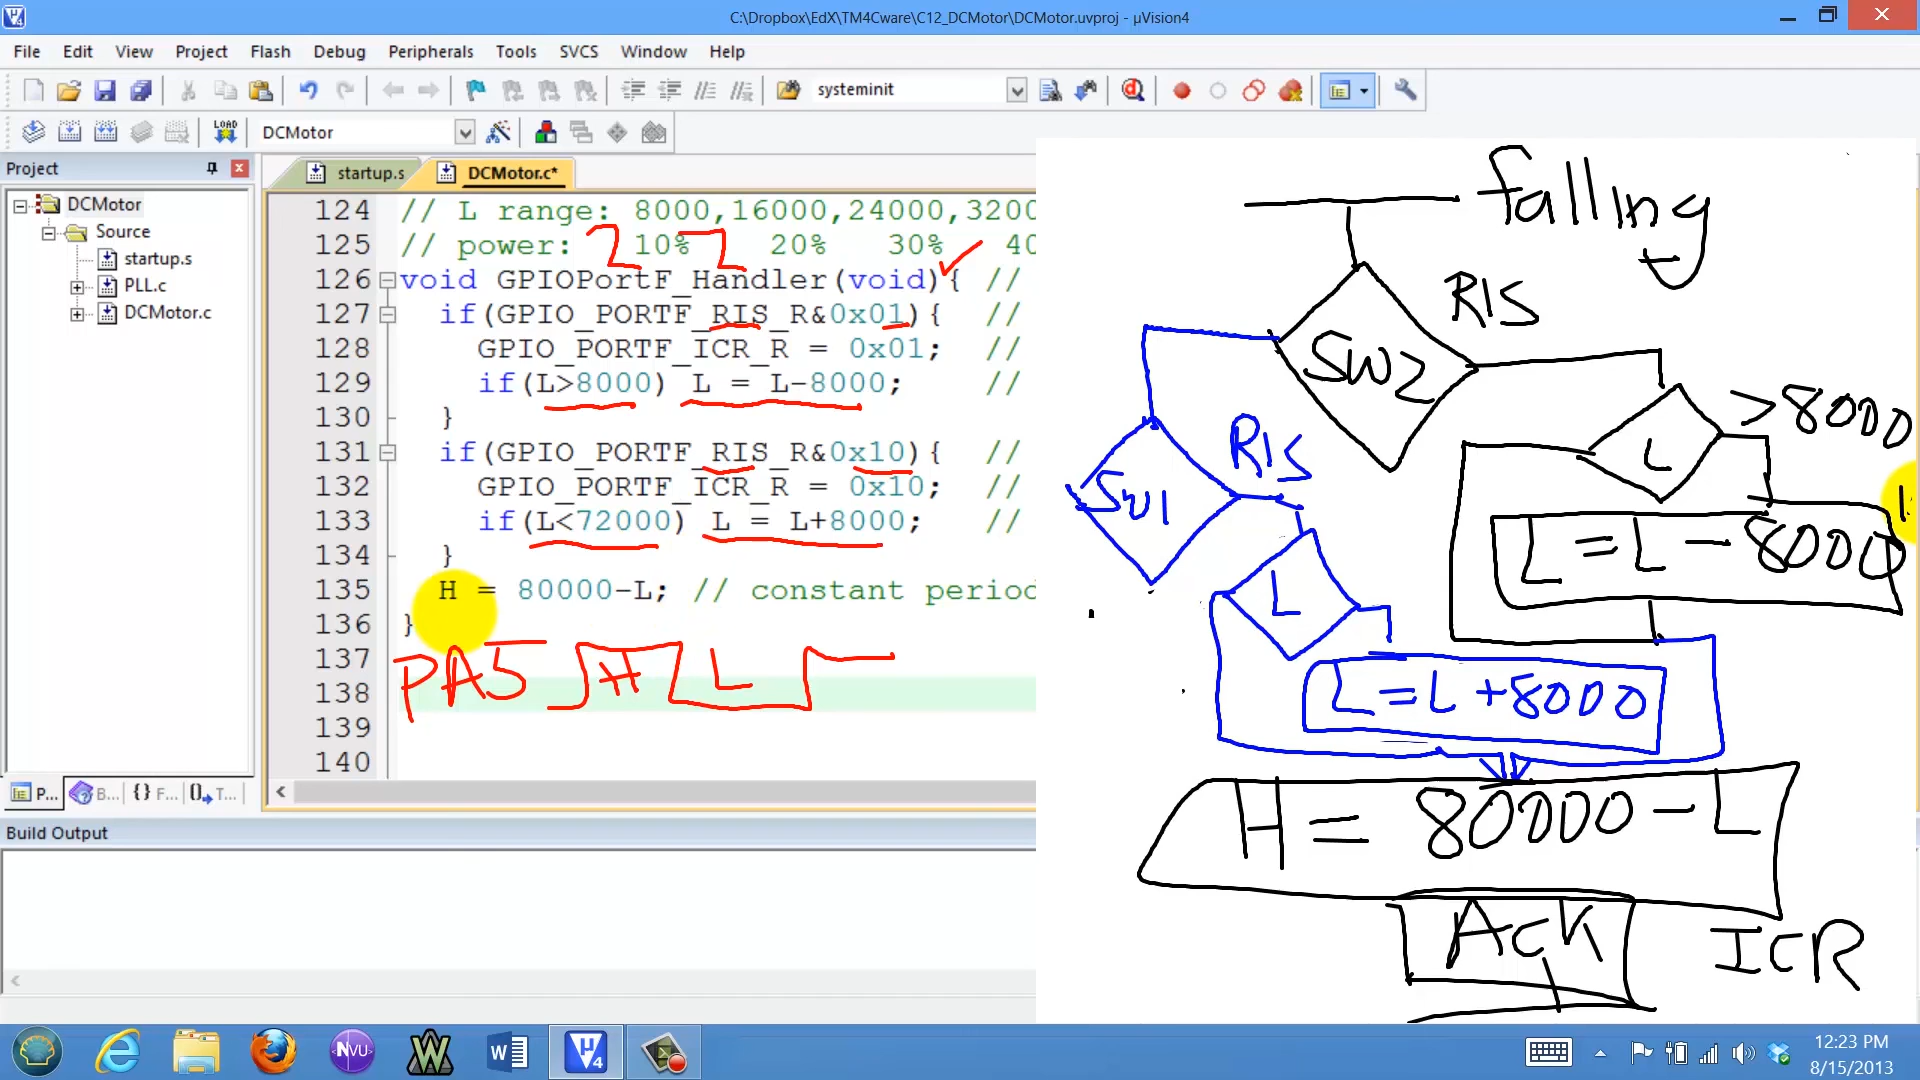 C:\Dropbox\EdX\TM4Cware\C12_DCMotor\DCMotor.uvproj - µVision4
File Edit View Project Flash Debug Peripherals Tools SVCS Window Help
systeminit
LOAD
DCMotor
Project
DCMotor
Source
startup.s
PLL.c
DCMotor.c
P... B... {} F... T...
startup.s
DCMotor.c*
124 // L range: 8000,16000,24000,3200
125 // power: 10% 20% 30% 40
126 void GPIOPortF_Handler(void){ //
127 if(GPIO_PORTF_RIS_R&0x01){ //
128 GPIO_PORTF_ICR_R = 0x01; //
129 if(L>8000) L = L-8000; //
130 }
131 if(GPIO_PORTF_RIS_R&0x10){ //
132 GPIO_PORTF_ICR_R = 0x10; //
133 if(L<72000) L = L+8000; //
134 }
135 H = 80000-L; // constant period
136 }
137
138
139
140
PA5 H L
falling
SW2
RIS
L
>8000
L = L - 8000
SW1
RIS
L
L = L + 8000
H = 80000 - L
ACK
ICR
Build Output
NVU
12:23 PM
8/15/2013